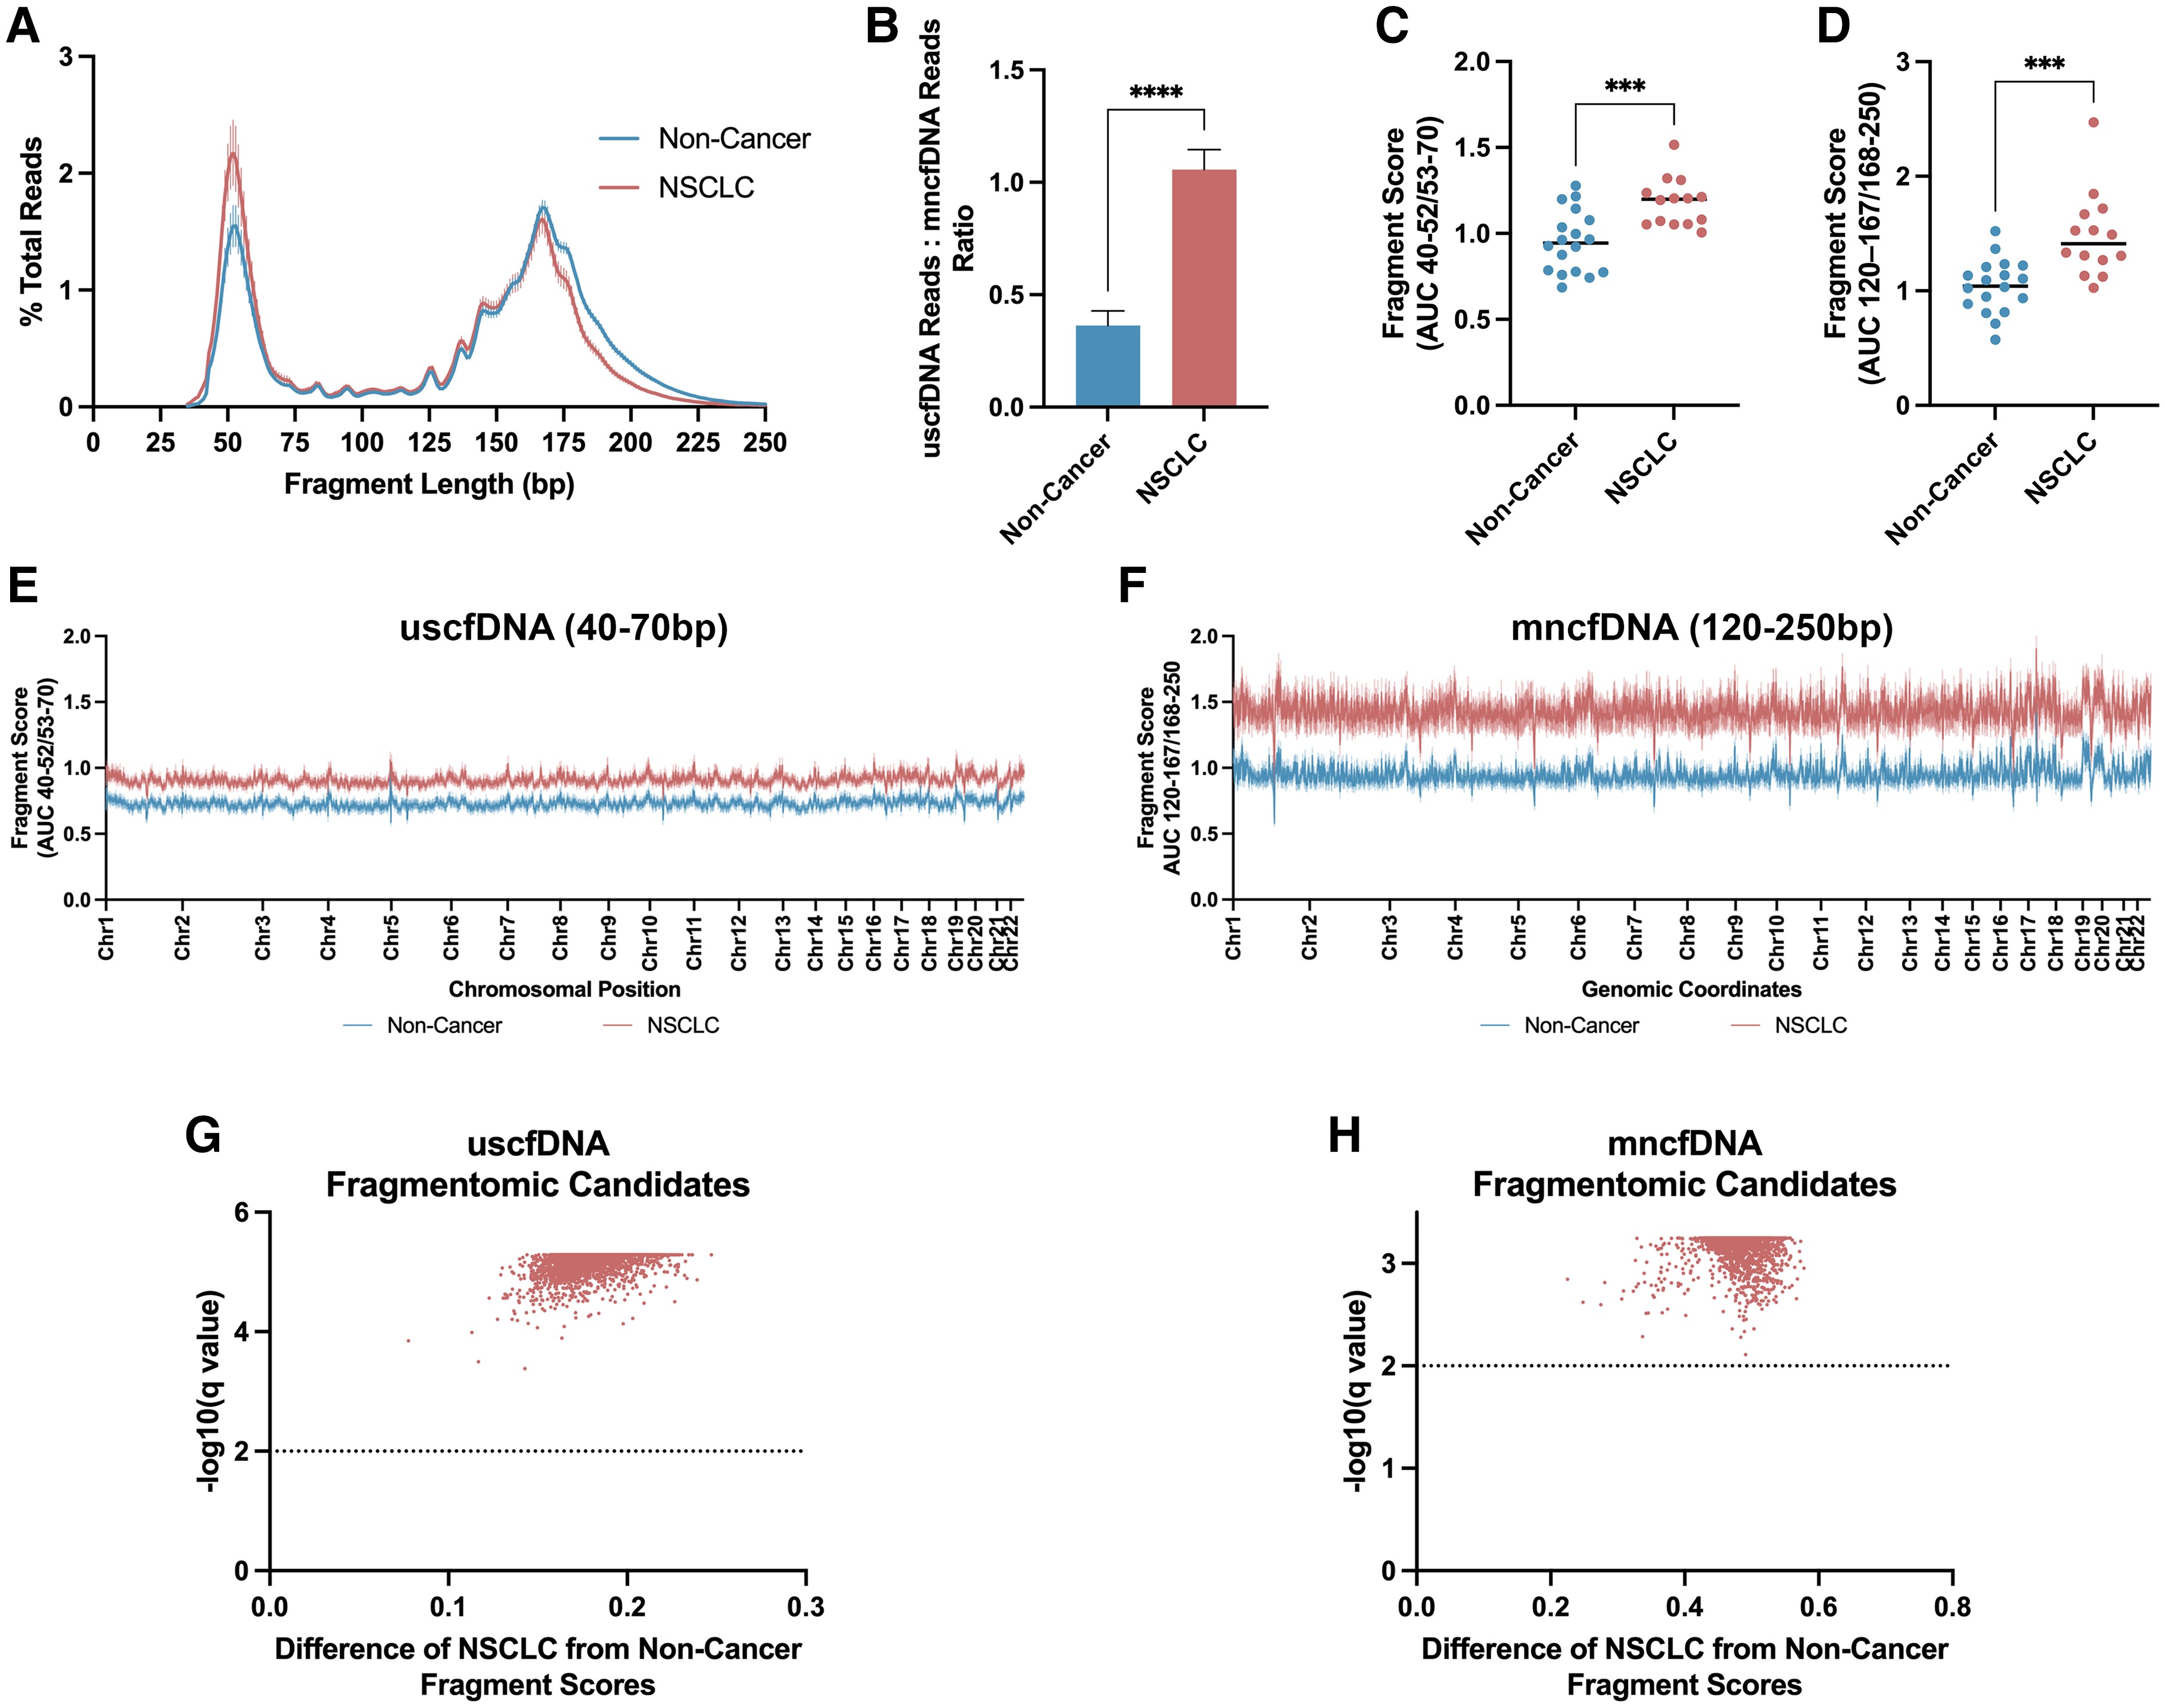 A
3
2
1
0
% Total Reads
0 25 50 75 100 125 150 175 200 225 250
Fragment Length (bp)
Non-Cancer
NSCLC
B
uscfDNA Reads : mncfDNA Reads
Ratio
1.5
1.0
0.5
0.0
****
Non-Cancer
NSCLC
C
Fragment Score
(AUC 40-52/53-70)
2.0
1.5
1.0
0.5
0.0
***
Non-Cancer
NSCLC
D
Fragment Score
(AUC 120–167/168-250)
3
2
1
0
***
Non-Cancer
NSCLC
E
uscfDNA (40-70bp)
Fragment Score
(AUC 40-52/53-70)
2.0
1.5
1.0
0.5
0.0
Chr1 Chr2 Chr3 Chr4 Chr5 Chr6 Chr7 Chr8 Chr9 Chr10 Chr11 Chr12 Chr13 Chr14 Chr15 Chr16 Chr17 Chr18 Chr19 Chr20 Chr21 Chr22
Chromosomal Position
Non-Cancer NSCLC
F
mncfDNA (120-250bp)
Fragment Score
AUC 120-167/168-250
2.0
1.5
1.0
0.5
0.0
Chr1 Chr2 Chr3 Chr4 Chr5 Chr6 Chr7 Chr8 Chr9 Chr10 Chr11 Chr12 Chr13 Chr14 Chr15 Chr16 Chr17 Chr18 Chr19 Chr20 Chr21 Chr22
Genomic Coordinates
Non-Cancer NSCLC
G
uscfDNA
Fragmentomic Candidates
-log10(q value)
6
4
2
0
0.0 0.1 0.2 0.3
Difference of NSCLC from Non-Cancer
Fragment Scores
H
mncfDNA
Fragmentomic Candidates
-log10(q value)
3
2
1
0
0.0 0.2 0.4 0.6 0.8
Difference of NSCLC from Non-Cancer
Fragment Scores